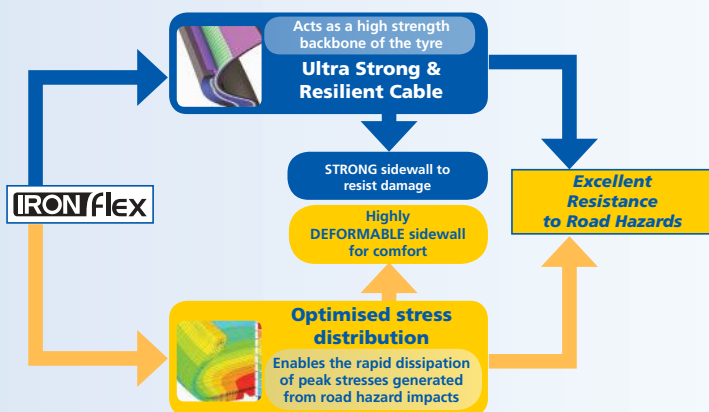 Acts as a high strength
backbone of the tyre
Ultra Strong &
Resilient Cable
STRONG sidewall to
resist damage
IRON flex
Excellent
Resistance
to Road Hazards
Highly
DEFORMABLE sidewall
for comfort
Optimised stress
distribution
Enables the rapid dissipation
of peak stresses generated
from road hazard impacts